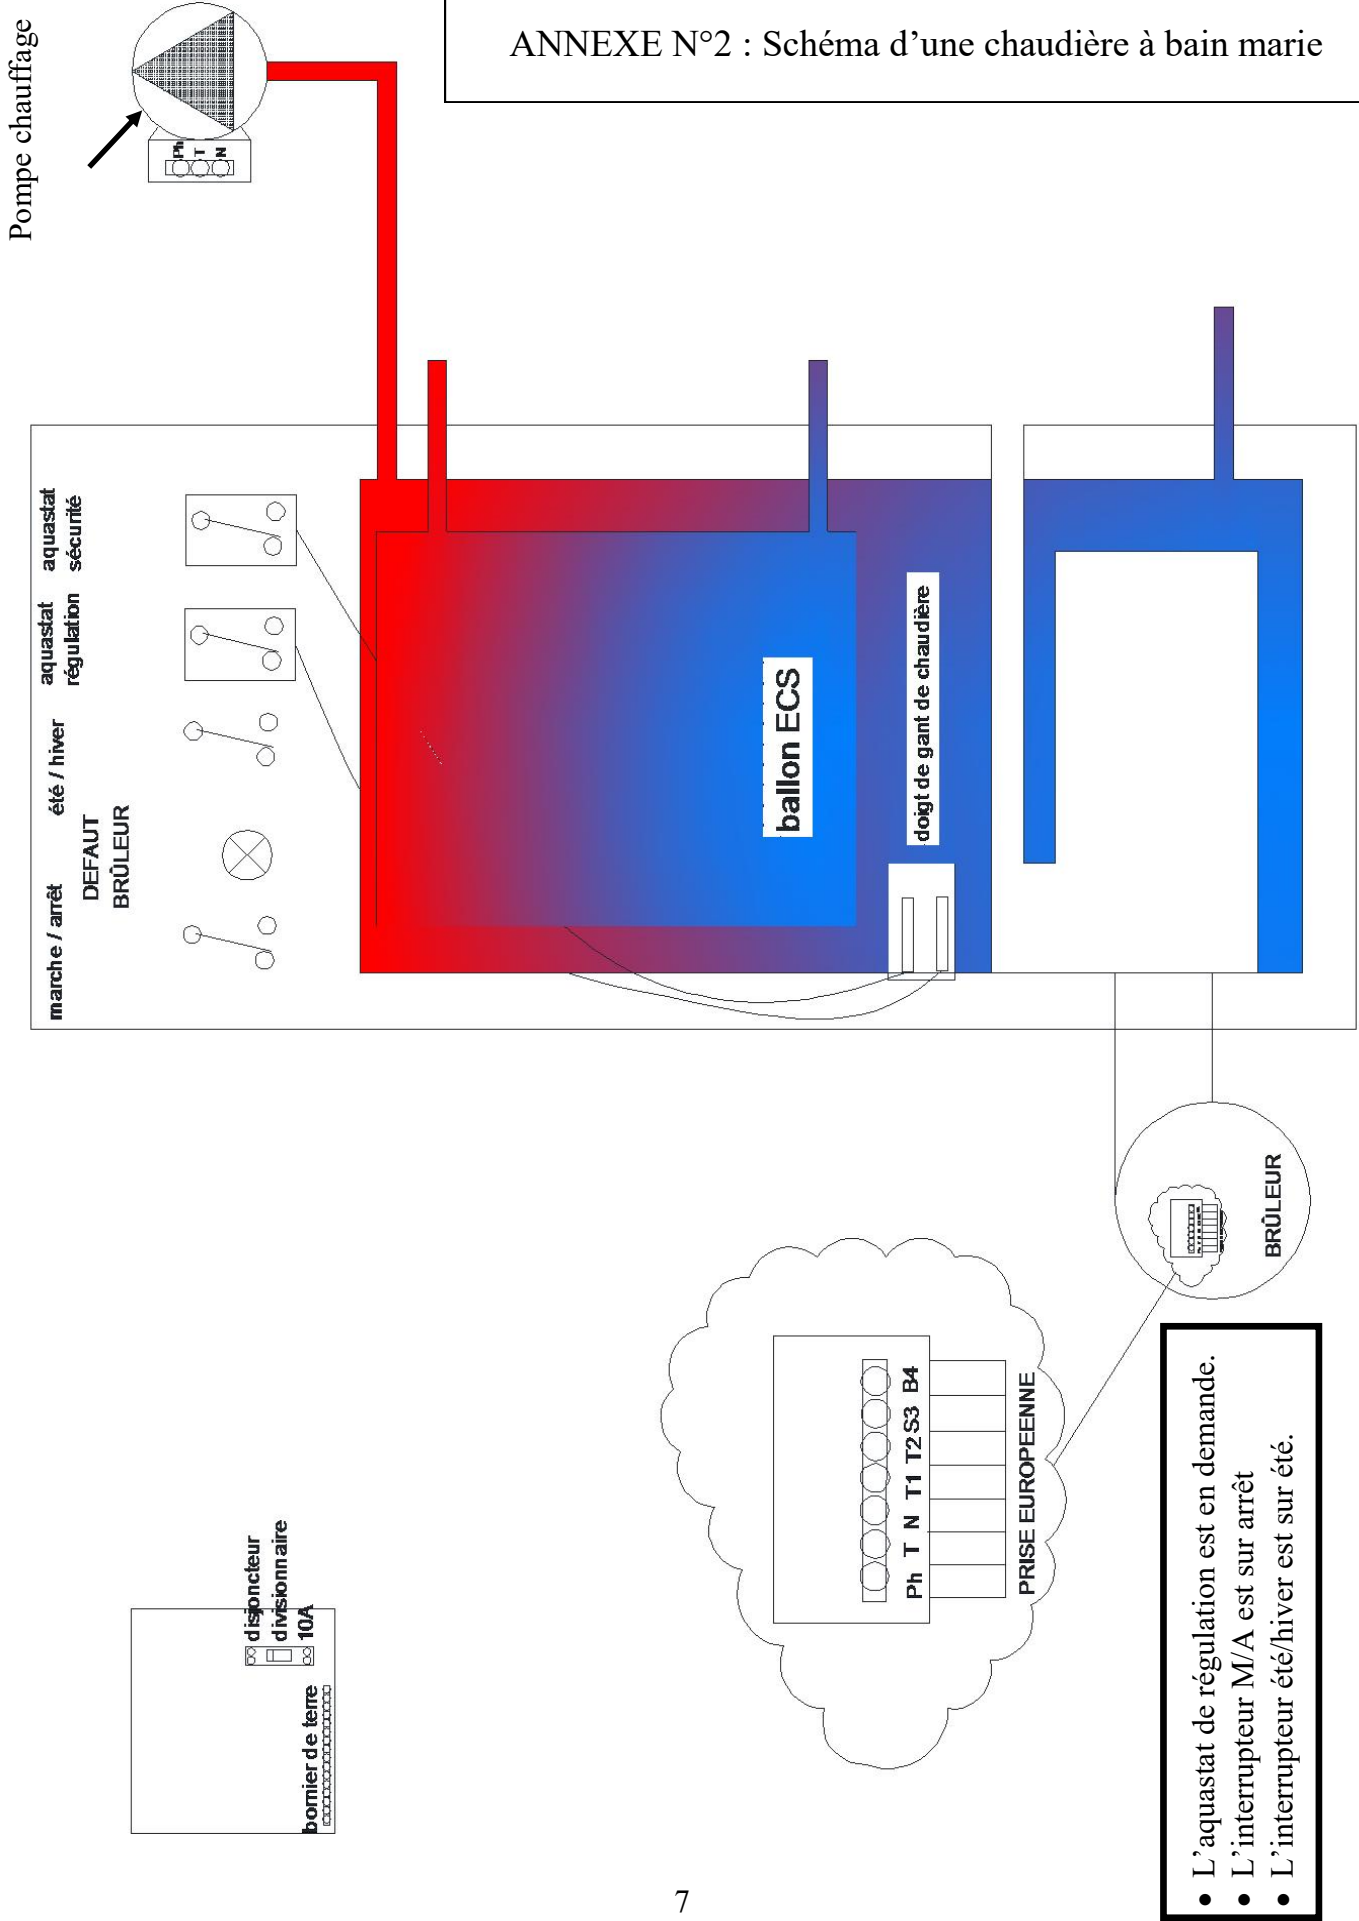 ANNEXE N°2 : Schéma d’une chaudière à bain marie
Pompe chauffage
Ph T N
marche / arrêt
DEFAUT
BRÛLEUR
été / hiver
aquastat
régulation
aquastat
sécurité
ballon ECS
doigt de gant de chaudière
bornier de terre
disjoncteur
divisionnaire
10A
Ph T N T1 T2 S3 B4
PRISE EUROPEENNE
BRÛLEUR
• L’aquastat de régulation est en demande.
• L’interrupteur M/A est sur arrêt
• L’interrupteur été/hiver est sur été.
7